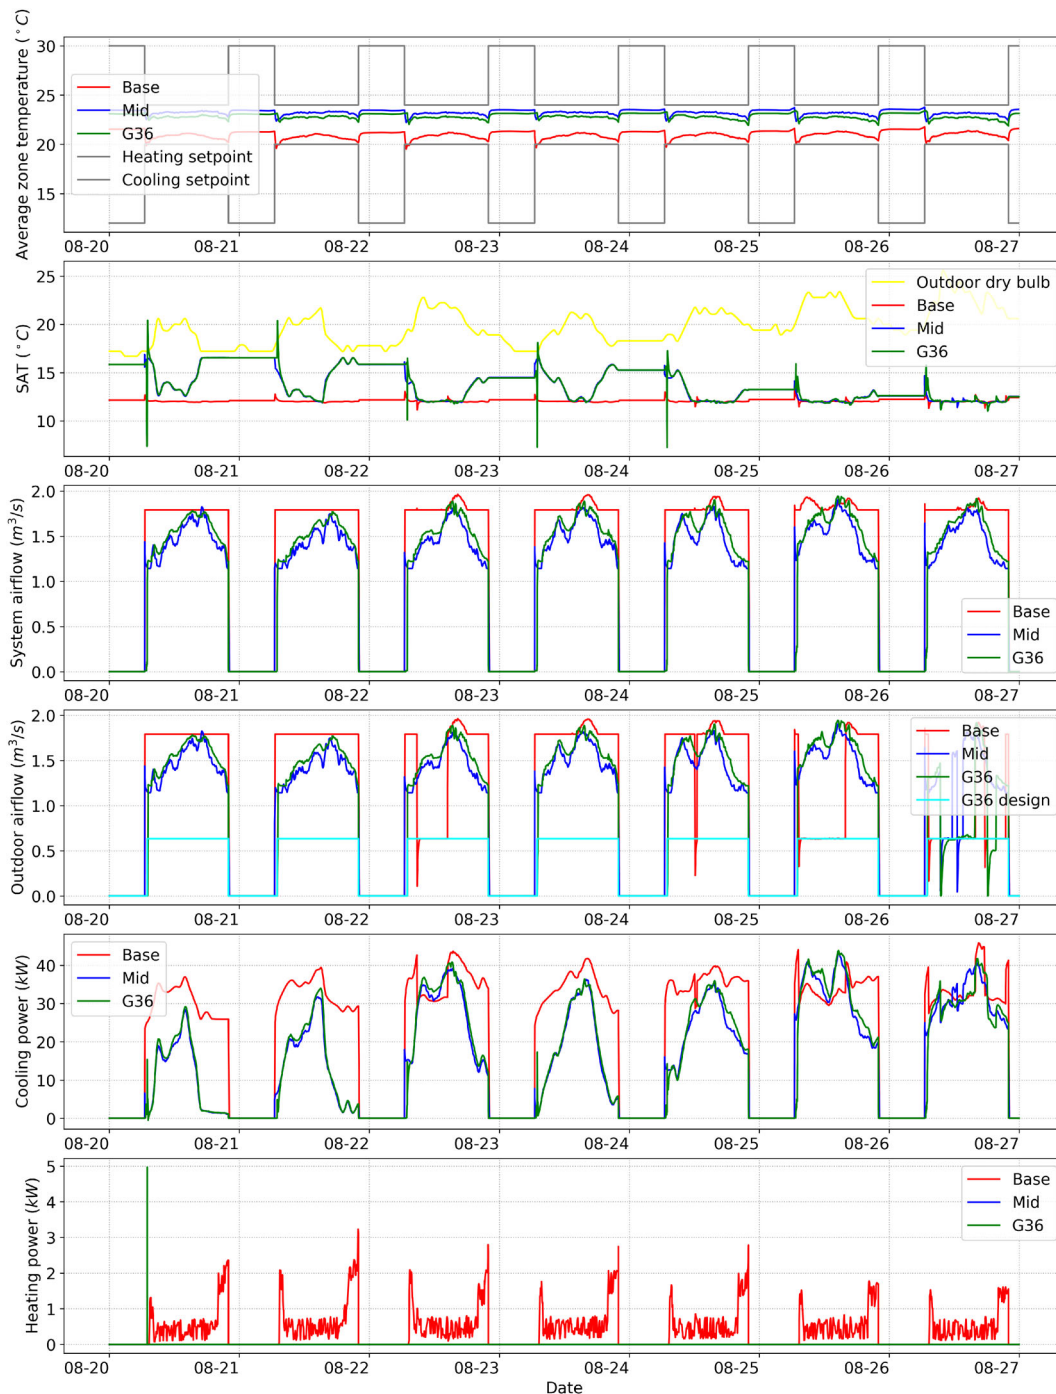 Average zone temperature (°C)
30
25
20
15
Base
Mid
G36
Heating setpoint
Cooling setpoint
08-20 08-21 08-22 08-23 08-24 08-25 08-26 08-27
SAT (°C)
25
20
15
10
Outdoor dry bulb
Base
Mid
G36
08-20 08-21 08-22 08-23 08-24 08-25 08-26 08-27
System airflow (m³/s)
2.0
1.5
1.0
0.5
0.0
Base
Mid
G36
08-20 08-21 08-22 08-23 08-24 08-25 08-26 08-27
Outdoor airflow (m³/s)
2.0
1.5
1.0
0.5
0.0
Base
Mid
G36
G36 design
08-20 08-21 08-22 08-23 08-24 08-25 08-26 08-27
Cooling power (kW)
40
30
20
10
0
Base
Mid
G36
08-20 08-21 08-22 08-23 08-24 08-25 08-26 08-27
Heating power (kW)
5
4
3
2
1
0
Base
Mid
G36
08-20 08-21 08-22 08-23 08-24 08-25 08-26 08-27
Date